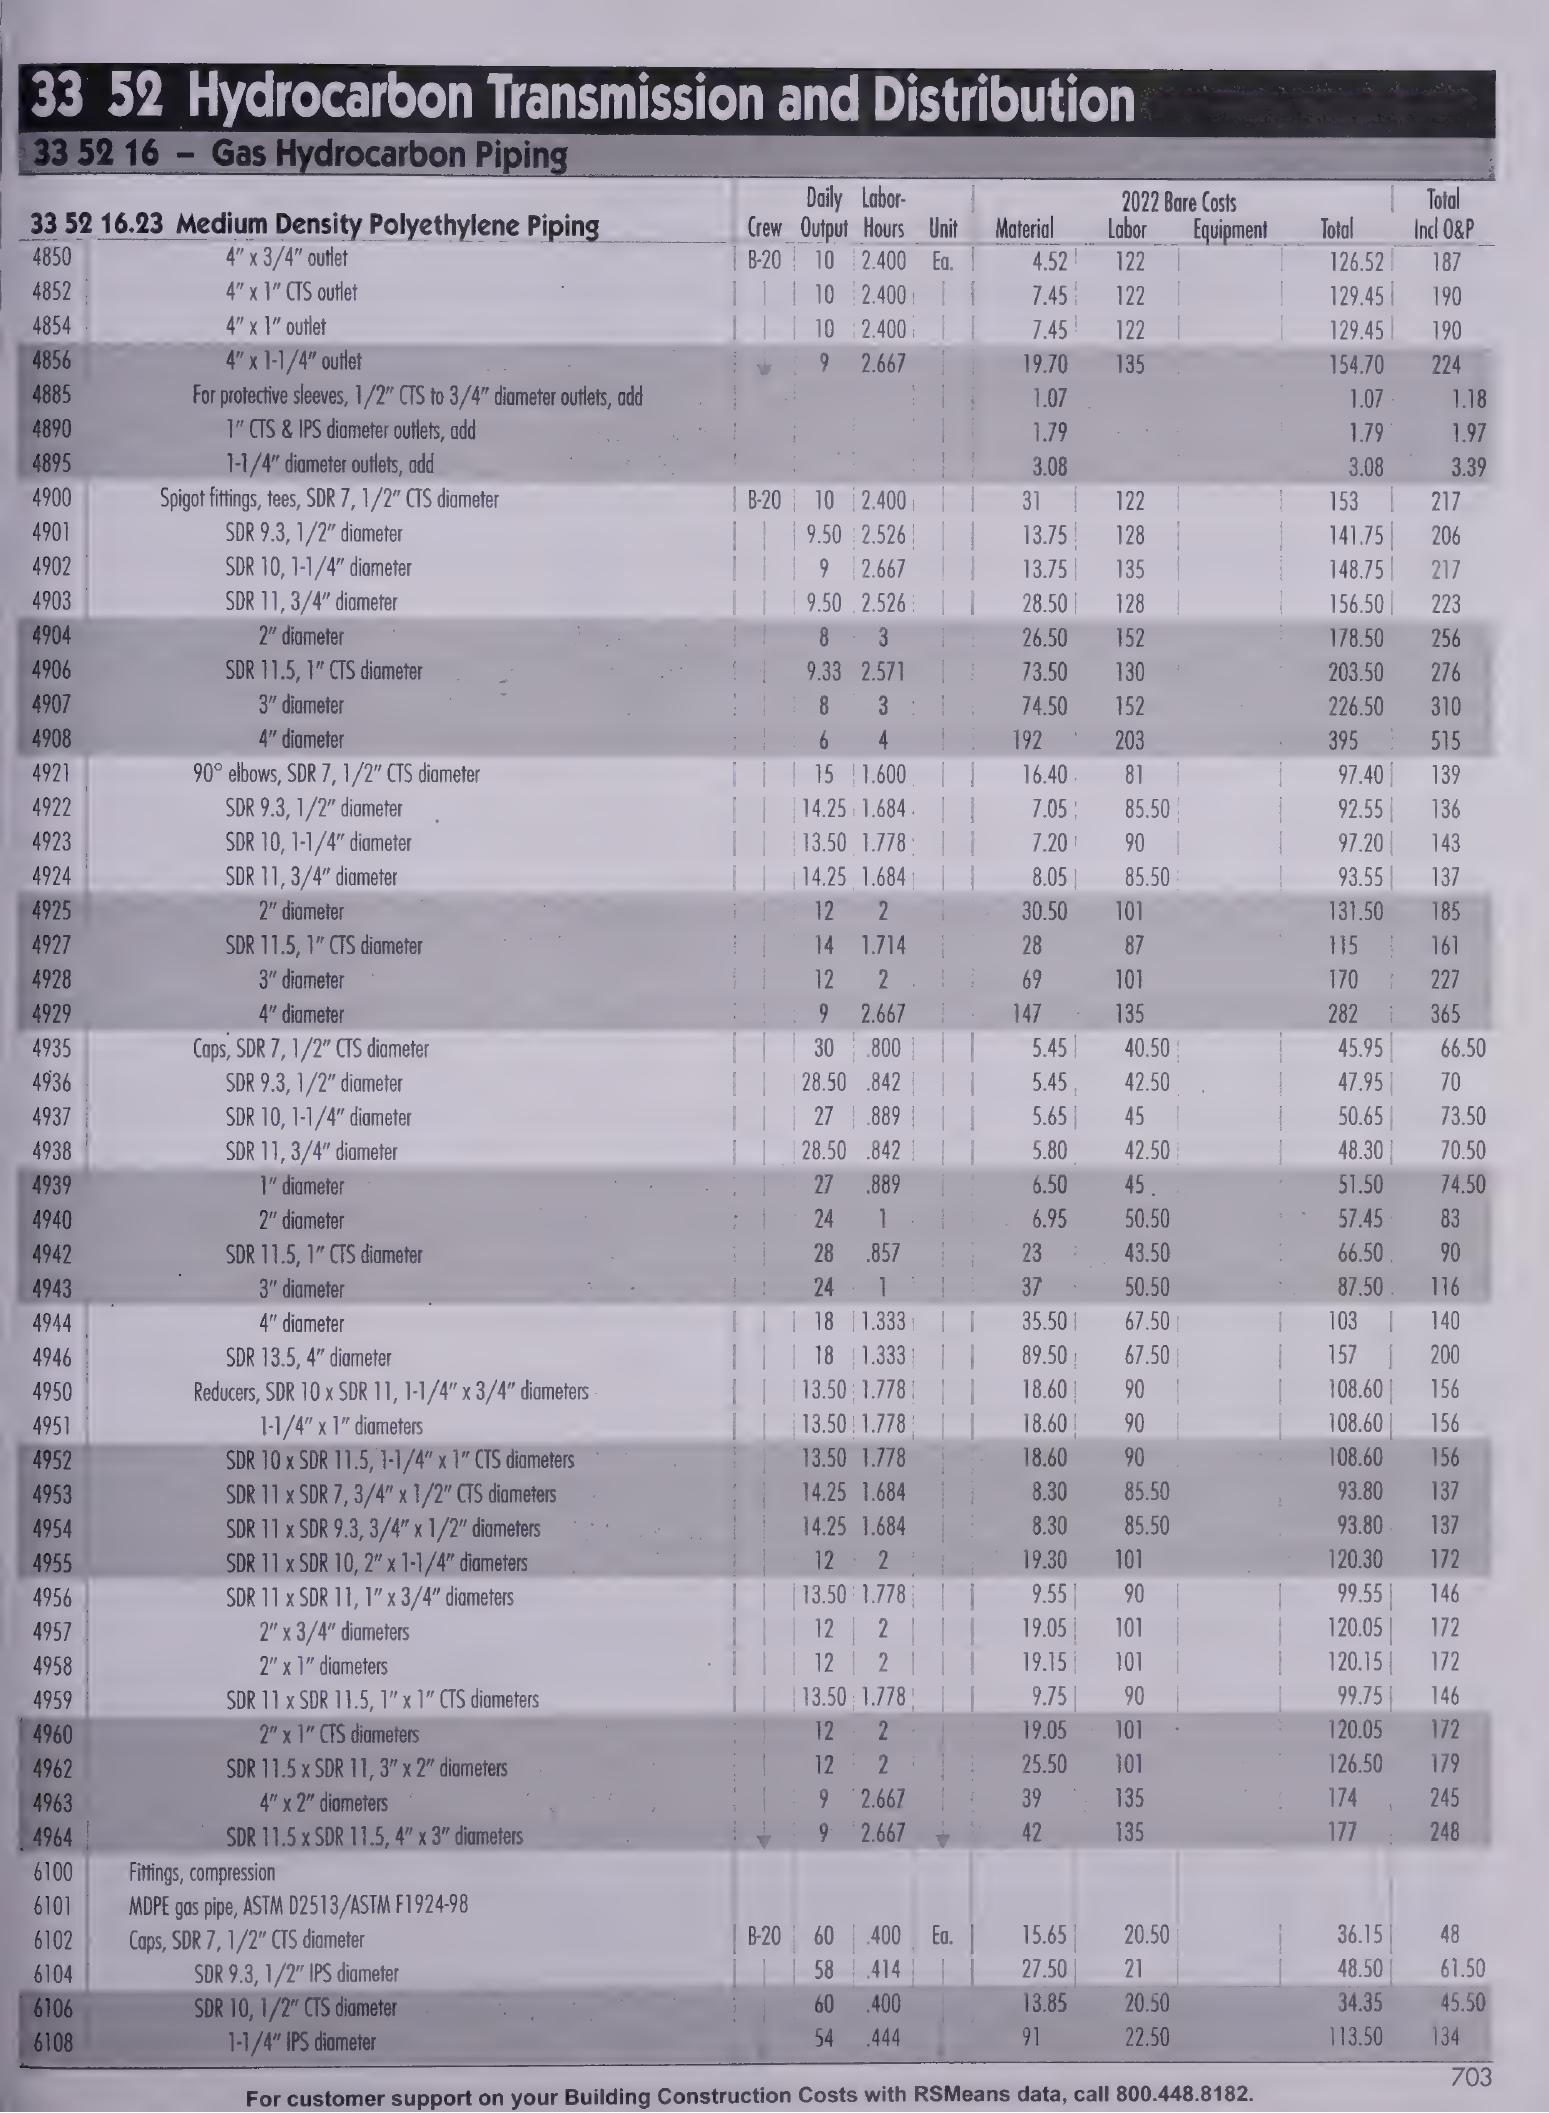 33 52 Hydrocarbon Transmission and Distribution
33 52 16 – Gas Hydrocarbon Piping
Daily Labor- 2022 Bare Costs Total
33 52 16.23 Medium Density Polyethylene Piping Crew Output Hours Unit Material Labor Equipment Total Incl O&P
4850 4" x 3/4" outlet B-20 10 2.400 Ea. 4.52 122 126.52 187
4852 4" x 1" CTS outlet 10 2.400 7.45 122 129.45 190
4854 4" x 1" outlet 10 2.400 7.45 122 129.45 190
4856 4" x 1-1/4" outlet 9 2.667 19.70 135 154.70 224
4885 For protective sleeves, 1/2" CTS to 3/4" diameter outlets, add 1.07 1.07 1.18
4890 1" CTS & IPS diameter outlets, add 1.79 1.79 1.97
4895 1-1/4" diameter outlets, add 3.08 3.08 3.39
4900 Spigot fittings, tees, SDR 7, 1/2" CTS diameter B-20 10 2.400 31 122 153 217
4901 SDR 9.3, 1/2" diameter 9.50 2.526 13.75 128 141.75 206
4902 SDR 10, 1-1/4" diameter 9 2.667 13.75 135 148.75 217
4903 SDR 11, 3/4" diameter 9.50 2.526 28.50 128 156.50 223
4904 2" diameter 8 3 26.50 152 178.50 256
4906 SDR 11.5, 1" CTS diameter 9.33 2.571 73.50 130 203.50 276
4907 3" diameter 8 3 74.50 152 226.50 310
4908 4" diameter 6 4 192 203 395 515
4921 90° elbows, SDR 7, 1/2" CTS diameter 15 1.600 16.40 81 97.40 139
4922 SDR 9.3, 1/2" diameter 14.25 1.684 7.05 85.50 92.55 136
4923 SDR 10, 1-1/4" diameter 13.50 1.778 7.20 90 97.20 143
4924 SDR 11, 3/4" diameter 14.25 1.684 8.05 85.50 93.55 137
4925 2" diameter 12 2 30.50 101 131.50 185
4927 SDR 11.5, 1" CTS diameter 14 1.714 28 87 115 161
4928 3" diameter 12 2 69 101 170 227
4929 4" diameter 9 2.667 147 135 282 365
4935 Caps, SDR 7, 1/2" CTS diameter 30 .800 5.45 40.50 45.95 66.50
4936 SDR 9.3, 1/2" diameter 28.50 .842 5.45 42.50 47.95 70
4937 SDR 10, 1-1/4" diameter 27 .889 5.65 45 50.65 73.50
4938 SDR 11, 3/4" diameter 28.50 .842 5.80 42.50 48.30 70.50
4939 1" diameter 27 .889 6.50 45 51.50 74.50
4940 2" diameter 24 1 6.95 50.50 57.45 83
4942 SDR 11.5, 1" CTS diameter 28 .857 23 43.50 66.50 90
4943 3" diameter 24 1 37 50.50 87.50 116
4944 4" diameter 18 1.333 35.50 67.50 103 140
4946 SDR 13.5, 4" diameter 18 1.333 89.50 67.50 157 200
4950 Reducers, SDR 10 x SDR 11, 1-1/4" x 3/4" diameters 13.50 1.778 18.60 90 108.60 156
4951 1-1/4" x 1" diameters 13.50 1.778 18.60 90 108.60 156
4952 SDR 10 x SDR 11.5, 1-1/4" x 1" CTS diameters 13.50 1.778 18.60 90 108.60 156
4953 SDR 11 x SDR 7, 3/4" x 1/2" CTS diameters 14.25 1.684 8.30 85.50 93.80 137
4954 SDR 11 x SDR 9.3, 3/4" x 1/2" diameters 14.25 1.684 8.30 85.50 93.80 137
4955 SDR 11 x SDR 10, 2" x 1-1/4" diameters 12 2 19.30 101 120.30 172
4956 SDR 11 x SDR 11, 1" x 3/4" diameters 13.50 1.778 9.55 90 99.55 146
4957 2" x 3/4" diameters 12 2 19.05 101 120.05 172
4958 2" x 1" diameters 12 2 19.15 101 120.15 172
4959 SDR 11 x SDR 11.5, 1" x 1" CTS diameters 13.50 1.778 9.75 90 99.75 146
4960 2" x 1" CTS diameters 12 2 19.05 101 120.05 172
4962 SDR 11.5 x SDR 11, 3" x 2" diameters 12 2 25.50 101 126.50 179
4963 4" x 2" diameters 9 2.667 39 135 174 245
4964 SDR 11.5 x SDR 11.5, 4" x 3" diameters 9 2.667 42 135 177 248
6100 Fittings, compression
6101 MDPE gas pipe, ASTM D2513/ASTM F1924-98
6102 Caps, SDR 7, 1/2" CTS diameter B-20 60 .400 Ea. 15.65 20.50 36.15 48
6104 SDR 9.3, 1/2" IPS diameter 58 .414 27.50 21 48.50 61.50
6106 SDR 10, 1/2" CTS diameter 60 .400 13.85 20.50 34.35 45.50
6108 1-1/4" IPS diameter 54 .444 91 22.50 113.50 134
703
For customer support on your Building Construction Costs with RSMeans data, call 800.448.8182.